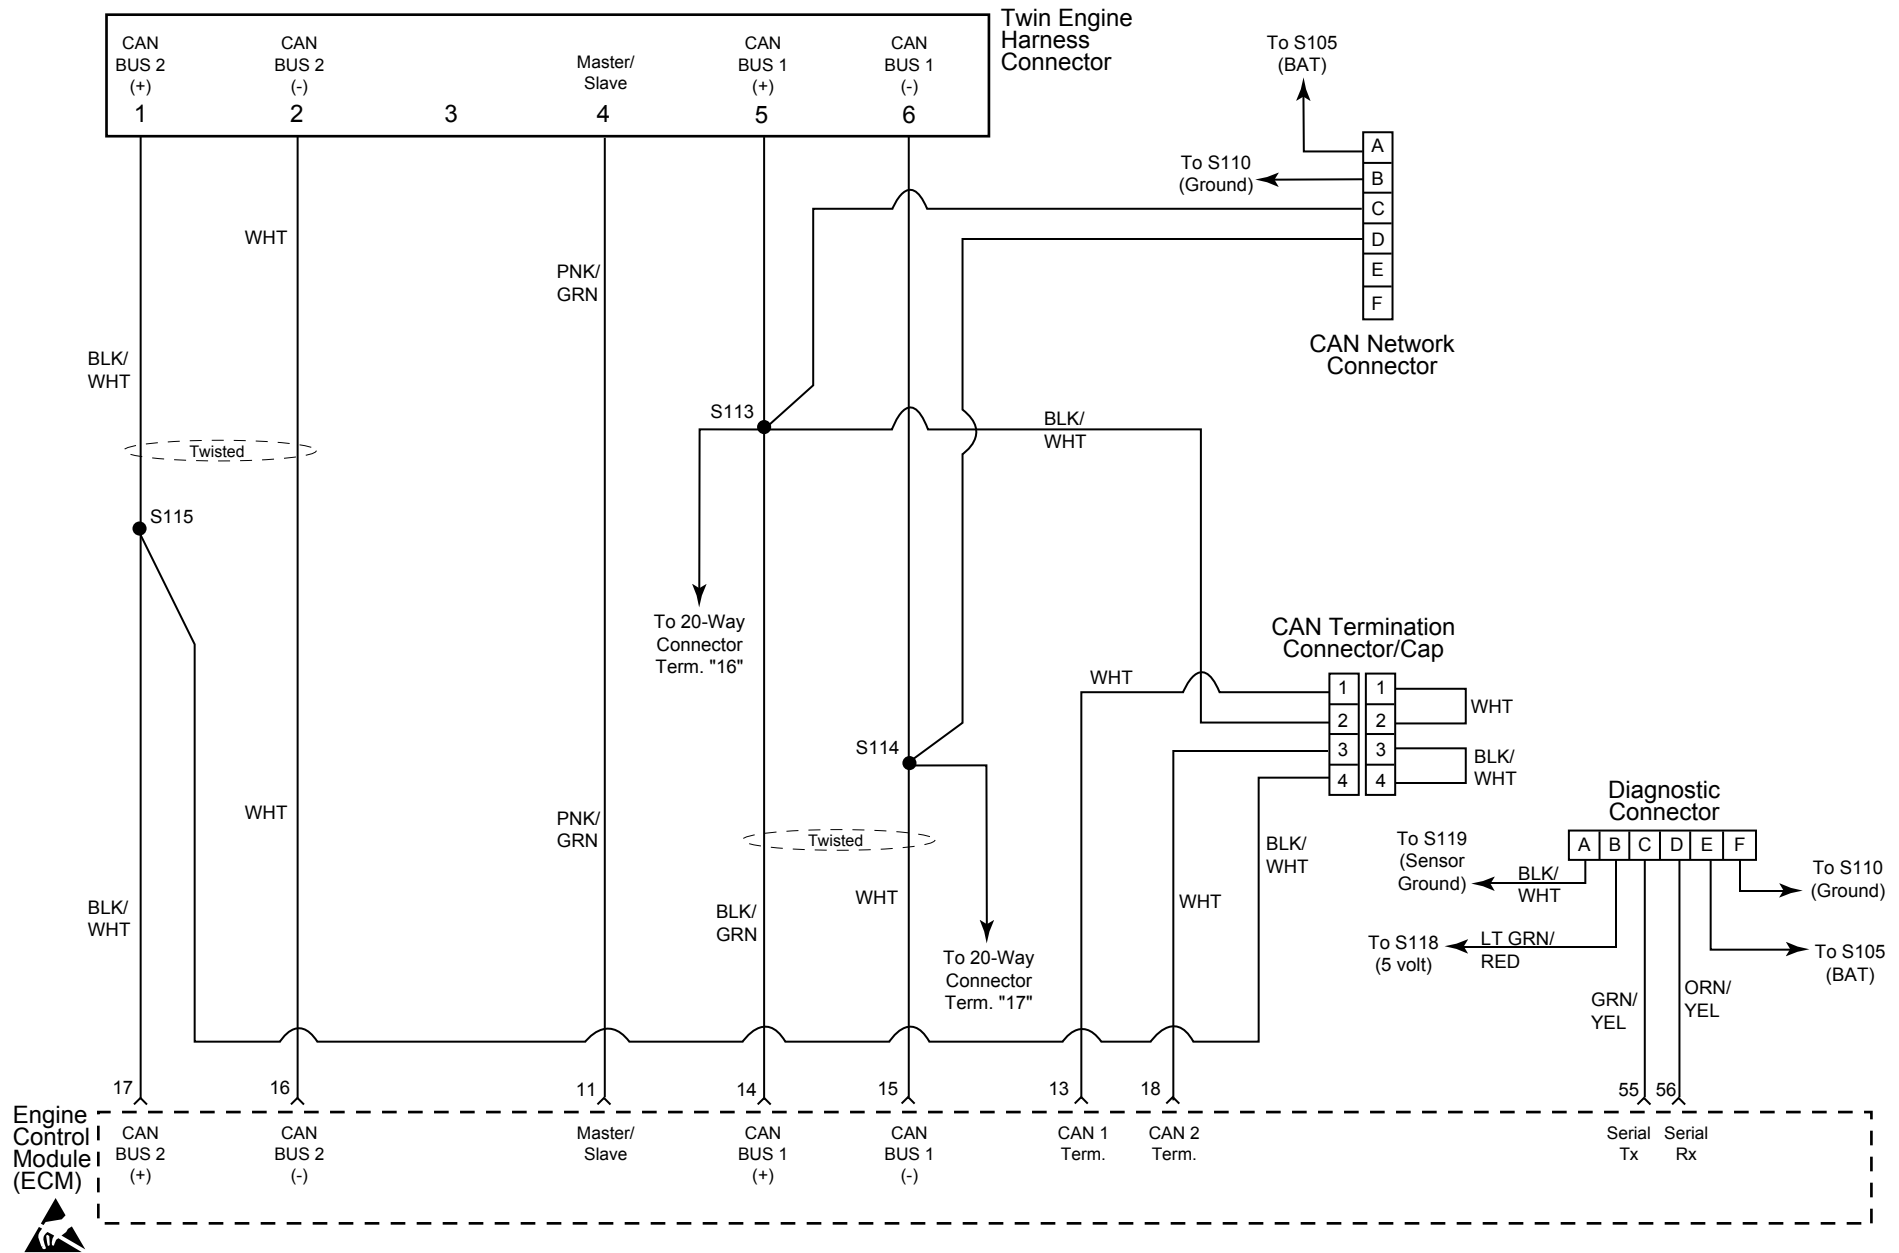 Twin Engine
Harness
Connector
CAN
BUS 2
(+)
1
CAN
BUS 2
(-)
2
3
Master/
Slave
4
CAN
BUS 1
(+)
5
CAN
BUS 1
(-)
6
To S105
(BAT)
To S110
(Ground)
A
B
C
D
E
F
CAN Network
Connector
WHT
PNK/
GRN
BLK/
WHT
Twisted
S115
S113
BLK/
WHT
To 20-Way
Connector
Term. "16"
CAN Termination
Connector/Cap
WHT
1 1
2 2
3 3
4 4
WHT
BLK/
WHT
S114
WHT
PNK/
GRN
Twisted
BLK/
WHT
WHT
BLK/
WHT
BLK/
GRN
WHT
To 20-Way
Connector
Term. "17"
Diagnostic
Connector
A B C D E F
To S119
(Sensor
Ground)
BLK/
WHT
To S110
(Ground)
To S118
(5 volt)
LT GRN/
RED
To S105
(BAT)
GRN/
YEL
ORN/
YEL
17
16
11
14
15
13
18
55
56
Engine
Control
Module
(ECM)
CAN
BUS 2
(+)
CAN
BUS 2
(-)
Master/
Slave
CAN
BUS 1
(+)
CAN
BUS 1
(-)
CAN 1
Term.
CAN 2
Term.
Serial
Tx
Serial
Rx